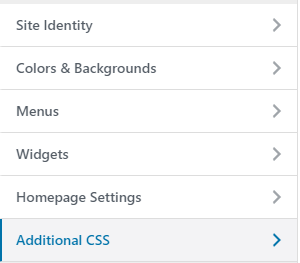 Site Identity
Colors & Backgrounds
Menus
Widgets
Homepage Settings
Additional CSS